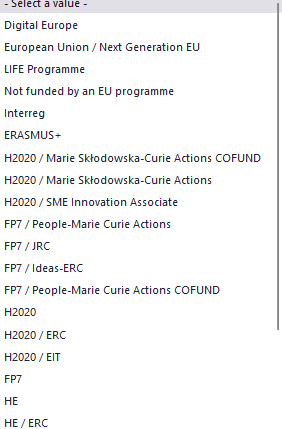 - Select a value -
Digital Europe
European Union / Next Generation EU
LIFE Programme
Not funded by an EU programme
Interreg
ERASMUS+
H2020 / Marie Skłodowska-Curie Actions COFUND
H2020 / Marie Skłodowska-Curie Actions
H2020 / SME Innovation Associate
FP7 / People-Marie Curie Actions
FP7 / JRC
FP7 / Ideas-ERC
FP7 / People-Marie Curie Actions COFUND
H2020
H2020 / ERC
H2020 / EIT
FP7
HE
HE / ERC